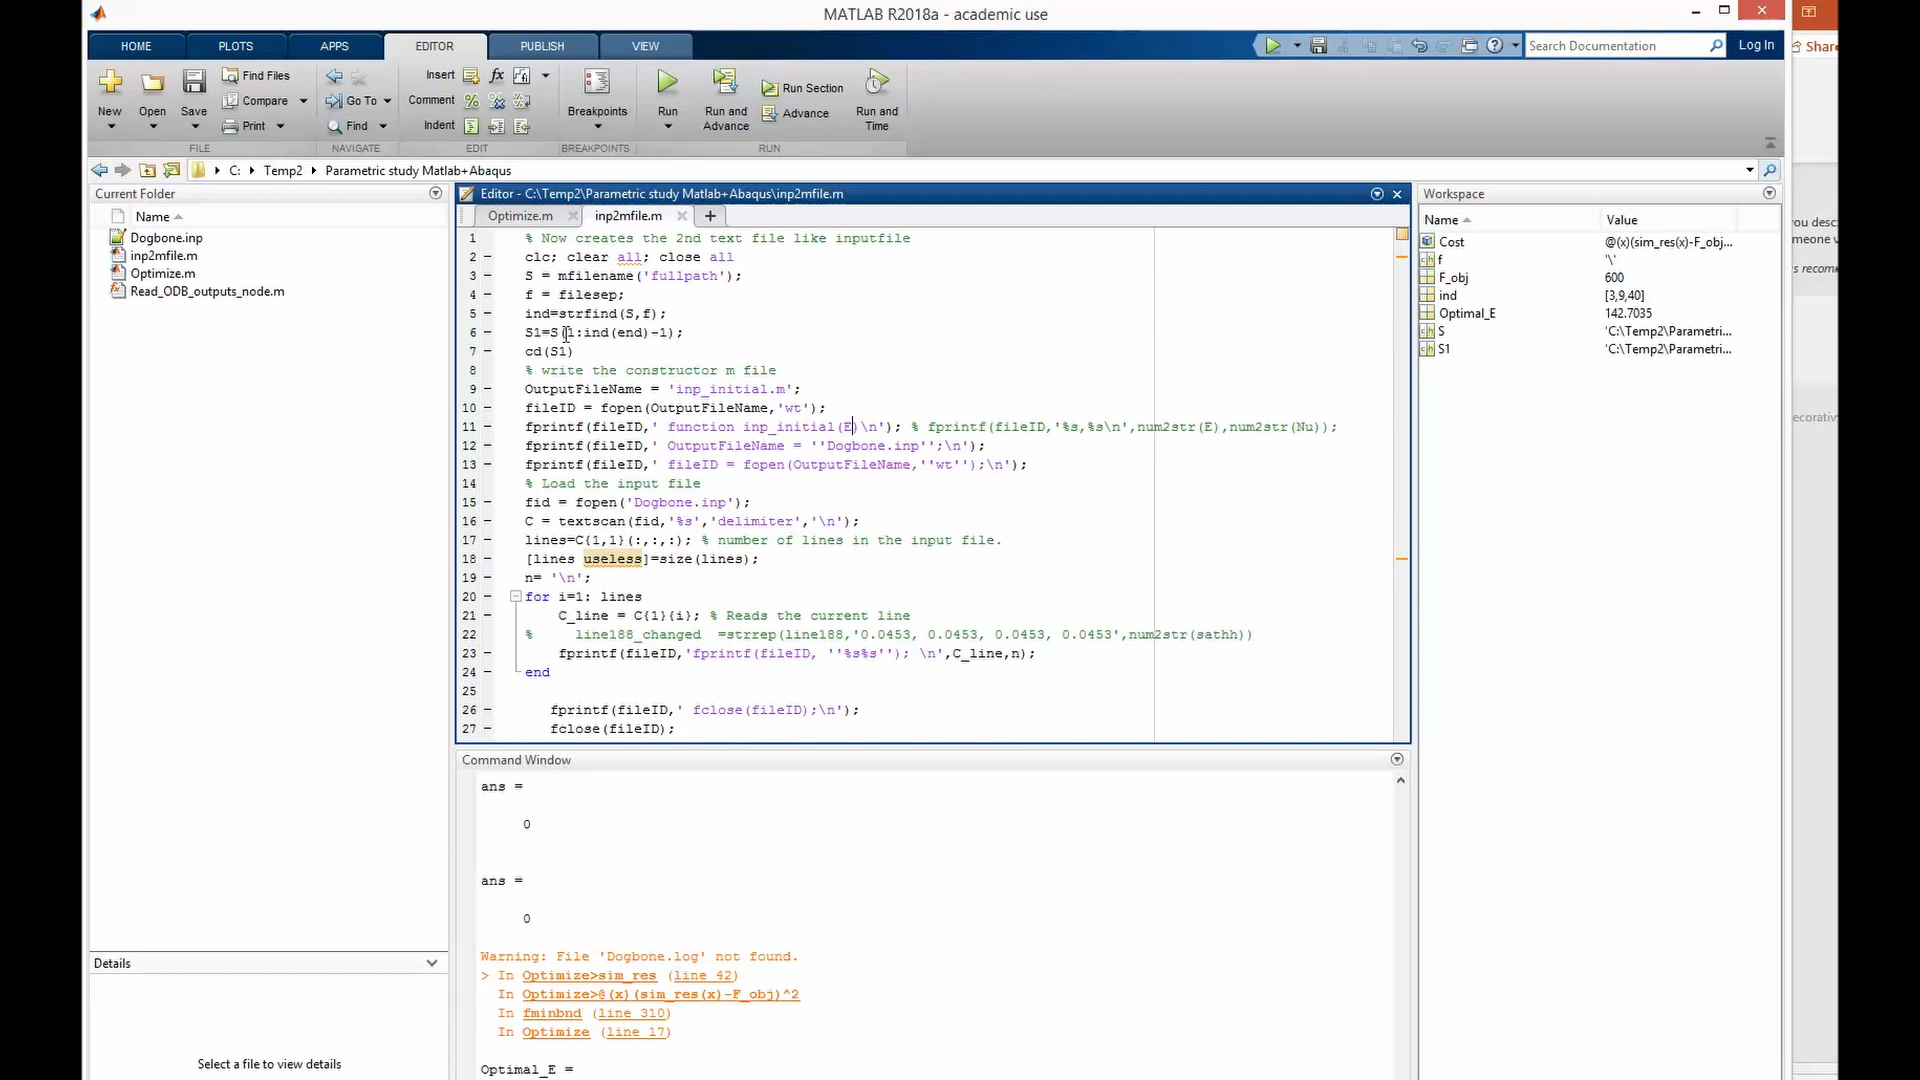 MATLAB R2018a - academic use
HOME
PLOTS
APPS
EDITOR
PUBLISH
VIEW
Search Documentation
Log In
Share
New
Open
Save
Find Files
Compare
Print
Go To
Find
Insert
fx
Comment
Indent
Breakpoints
Run
Run and Advance
Run Section
Advance
Run and Time
FILE
NAVIGATE
EDIT
BREAKPOINTS
RUN
C: Temp2 Parametric study Matlab+Abaqus
Current Folder
Name
Dogbone.inp
inp2mfile.m
Optimize.m
Read_ODB_outputs_node.m
Details
Select a file to view details
Editor - C:\Temp2\Parametric study Matlab+Abaqus\inp2mfile.m
Optimize.m
inp2mfile.m
1 % Now creates the 2nd text file like inputfile
2 clc; clear all; close all
3 S = mfilename('fullpath');
4 f = filesep;
5 ind=strfind(S,f);
6 S1=S(1:ind(end)-1);
7 cd(S1)
8 % write the constructor m file
9 OutputFileName = 'inp_initial.m';
10 fileID = fopen(OutputFileName,'wt');
11 fprintf(fileID,' function inp_initial(E)\n'); % fprintf(fileID,'%s,%s\n',num2str(E),num2str(Nu));
12 fprintf(fileID,' OutputFileName = ''Dogbone.inp'';\n');
13 fprintf(fileID,' fileID = fopen(OutputFileName,''wt'');\n');
14 % Load the input file
15 fid = fopen('Dogbone.inp');
16 C = textscan(fid,'%s','delimiter','\n');
17 lines=C{1,1}(:,:,:); % number of lines in the input file.
18 [lines useless]=size(lines);
19 n= '\n';
20 for i=1: lines
21 C_line = C{1}{i}; % Reads the current line
22 % line188_changed =strrep(line188,'0.0453, 0.0453, 0.0453, 0.0453',num2str(sathh))
23 fprintf(fileID,'fprintf(fileID, ''%s%s''); \n',C_line,n);
24 end
25
26 fprintf(fileID,' fclose(fileID);\n');
27 fclose(fileID);
Command Window
ans =
0
ans =
0
Warning: File 'Dogbone.log' not found.
> In Optimize>sim_res (line 42)
In Optimize>@(x)(sim_res(x)-F_obj)^2
In fminbnd (line 310)
In Optimize (line 17)
Optimal_E =
Workspace
Name Value
Cost @(x)(sim_res(x)-F_obj...
f '\'
F_obj 600
ind [3,9,40]
Optimal_E 142.7035
S 'C:\Temp2\Parametri...
S1 'C:\Temp2\Parametri...